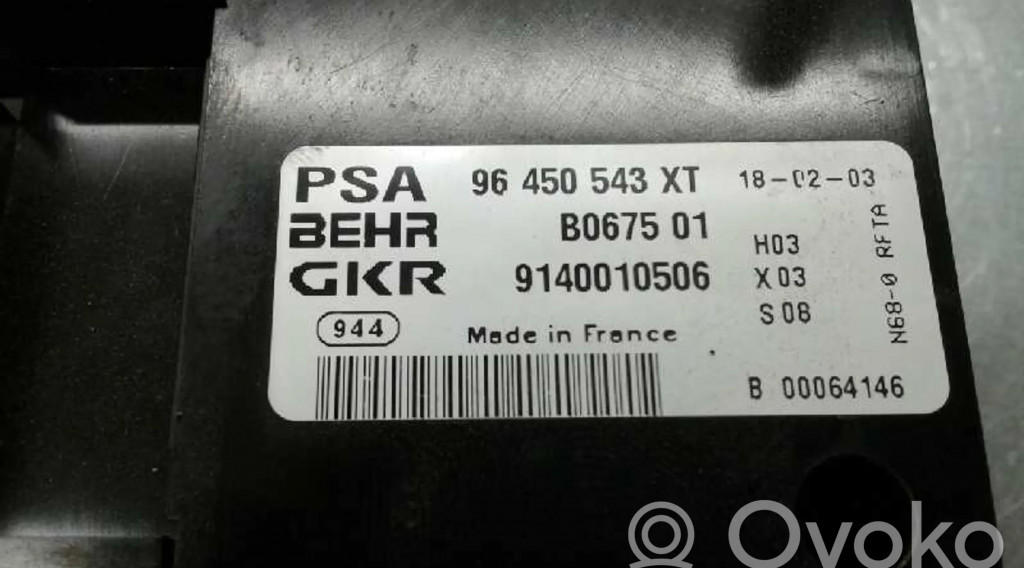 PSA 96 450 543 XT 18-02-03
BEHR B0675 01
H03
GKR 9140010506 X03
S08
944 Made in France
B 00064146
N68-0 RFTA
Ovoko